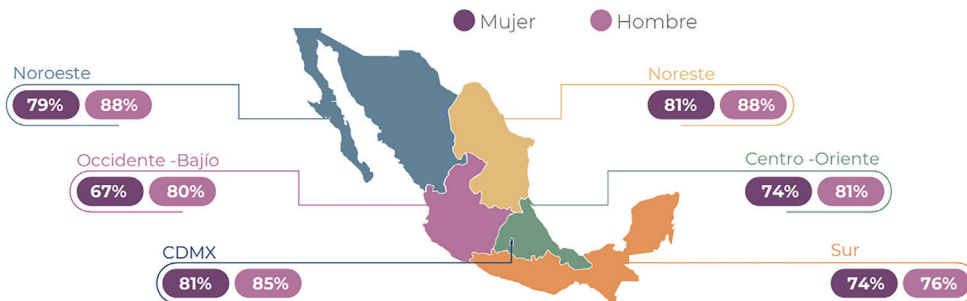 Mujer Hombre
Noroeste
79% 88%
Noreste
81% 88%
Occidente -Bajío
67% 80%
Centro -Oriente
74% 81%
CDMX
81% 85%
Sur
74% 76%